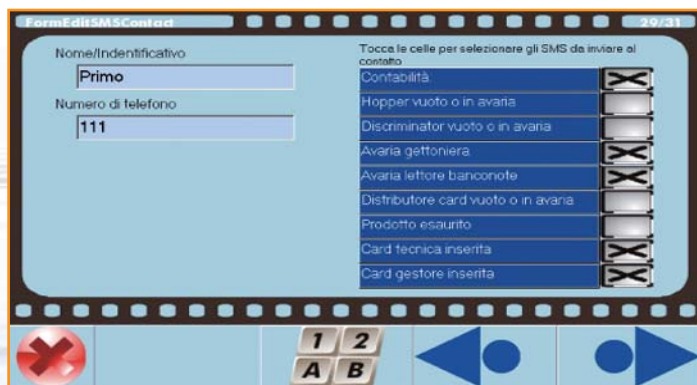 FormEditSMSContact
29/31
Nome/Indentificativo
Primo
Numero di telefono
111
Tocca le celle per selezionare gli SMS da inviare al
contatto
Contabilità
Hopper vuoto o in avaria
Discriminator vuoto o in avaria
Avaria gettoniera
Avaria lettore banconote
Distributore card vuoto o in avaria
Prodotto esaurito
Card tecnica inserita
Card gestore inserita
1 2
A B